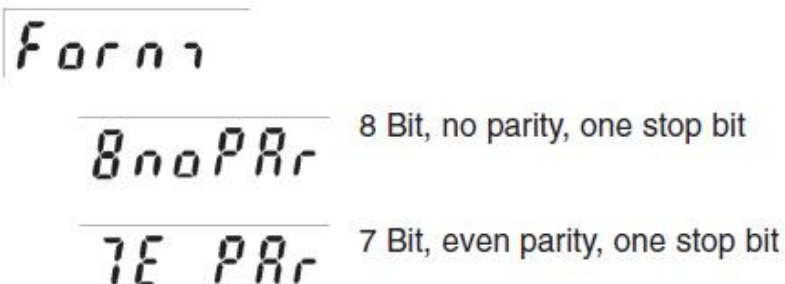 Form
8noPAr 8 Bit, no parity, one stop bit
7E PAr 7 Bit, even parity, one stop bit